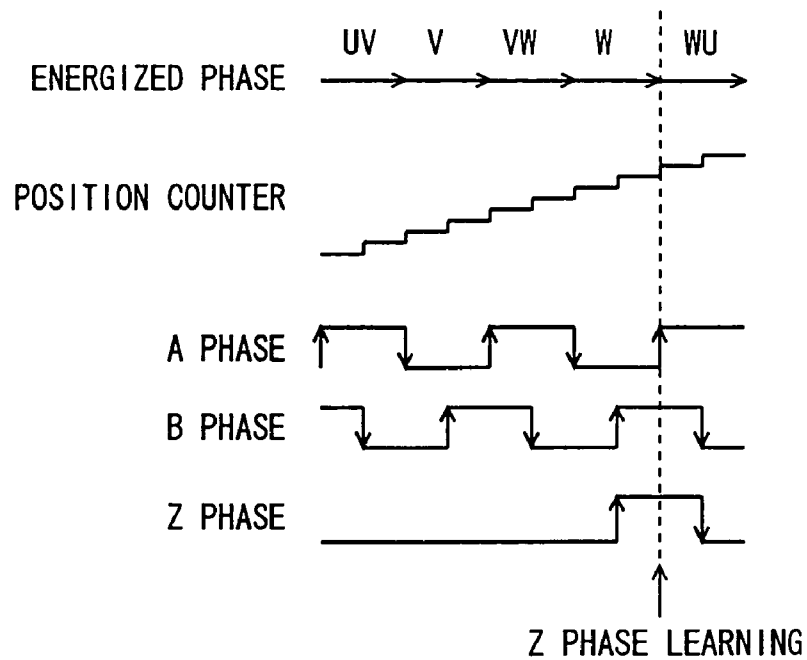 UV V VW W WU
ENERGIZED PHASE
POSITION COUNTER
A PHASE
B PHASE
Z PHASE
Z PHASE LEARNING